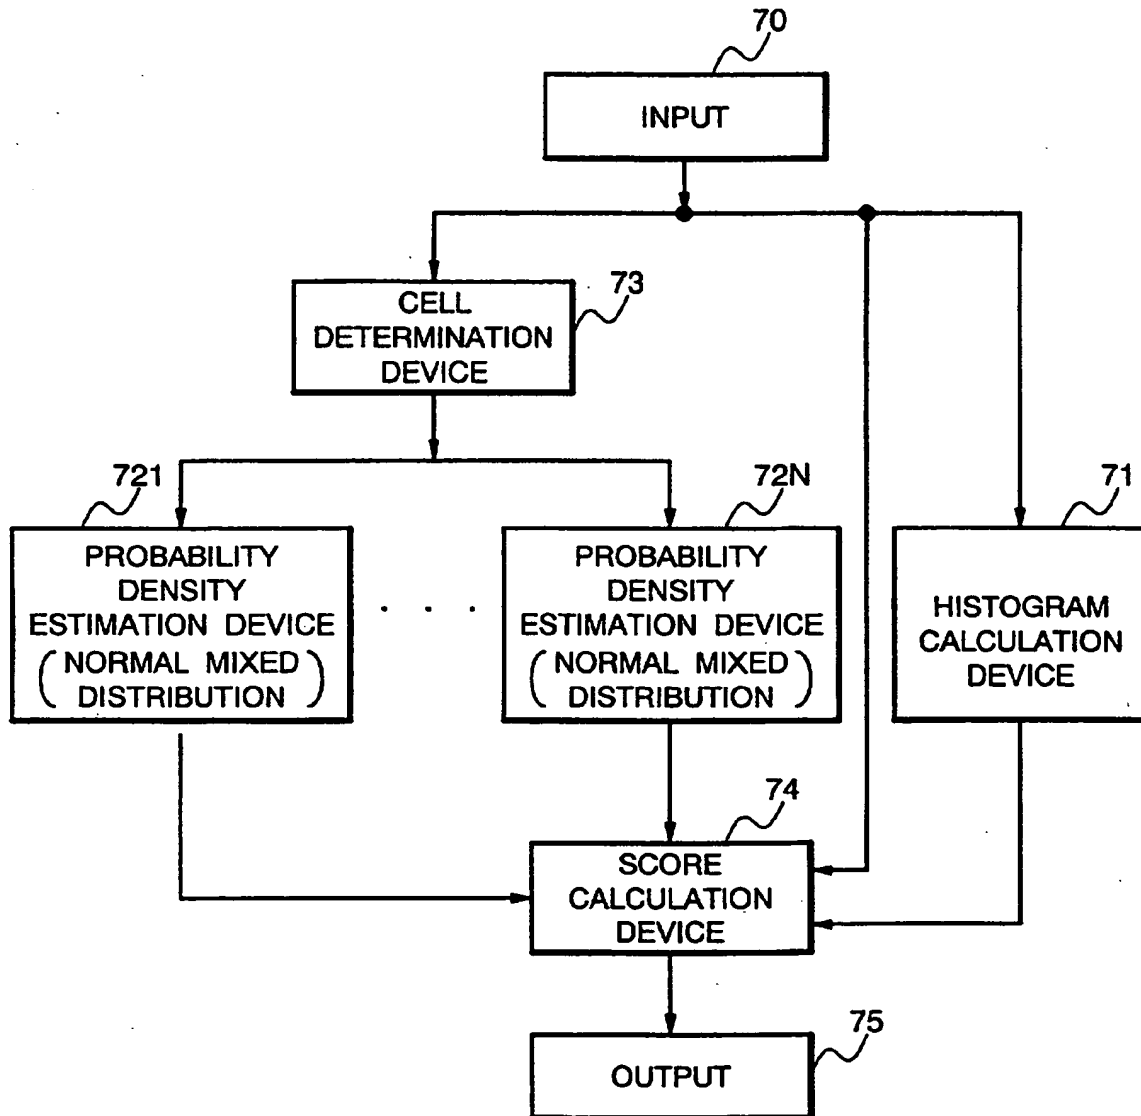 70
INPUT
73
CELL
DETERMINATION
DEVICE
721
PROBABILITY
DENSITY
ESTIMATION DEVICE
(NORMAL MIXED
DISTRIBUTION)
. . .
72N
PROBABILITY
DENSITY
ESTIMATION DEVICE
(NORMAL MIXED
DISTRIBUTION)
71
HISTOGRAM
CALCULATION
DEVICE
74
SCORE
CALCULATION
DEVICE
75
OUTPUT